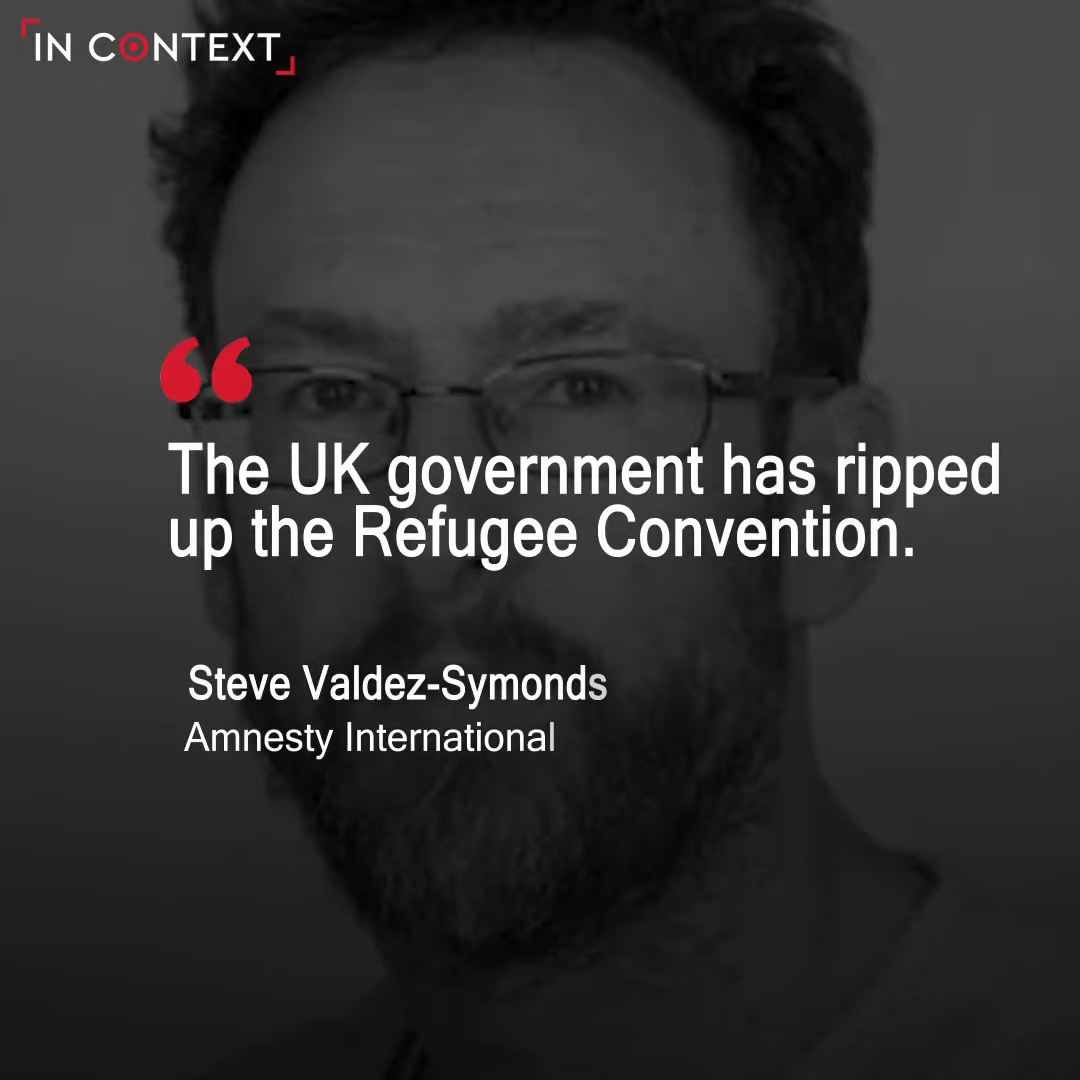 IN CONTEXT
“
The UK government has ripped
up the Refugee Convention.
Steve Valdez-Symonds
Amnesty International